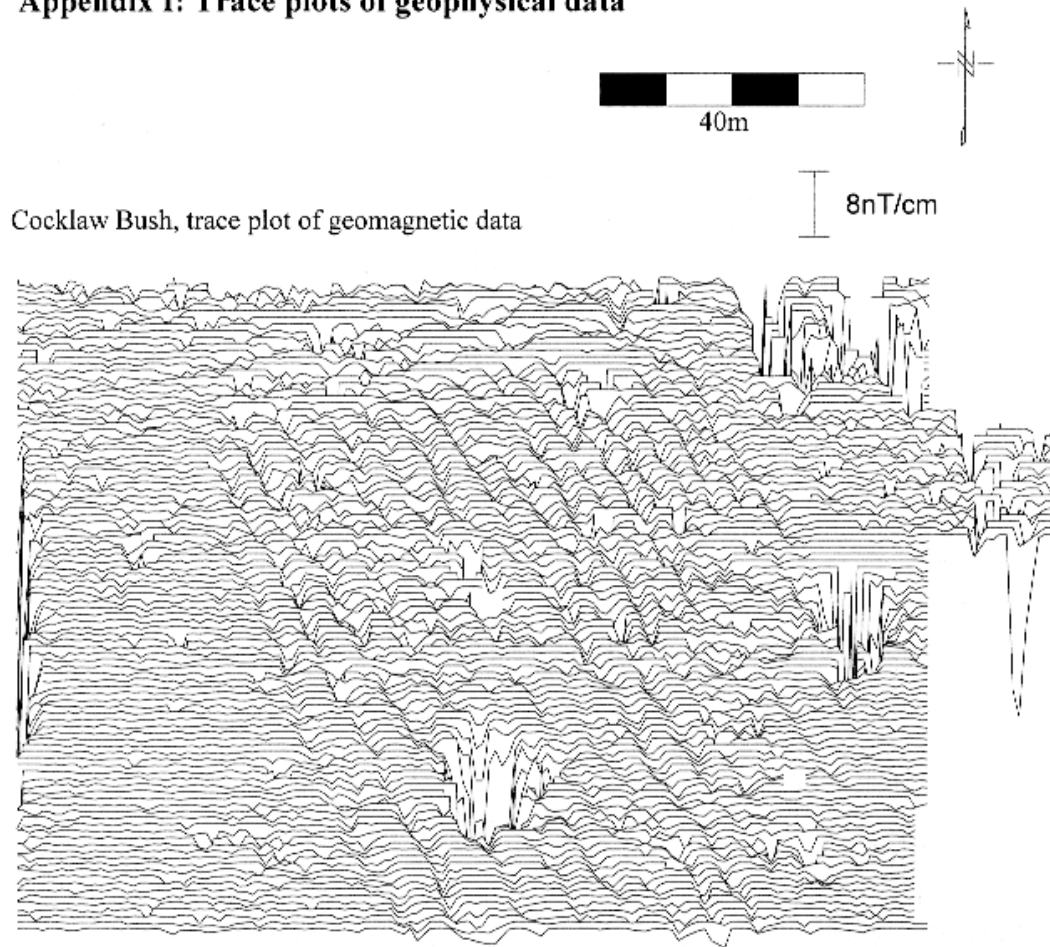 Appendix 1: Trace plots of geophysical data
40m
8nT/cm
Cocklaw Bush, trace plot of geomagnetic data